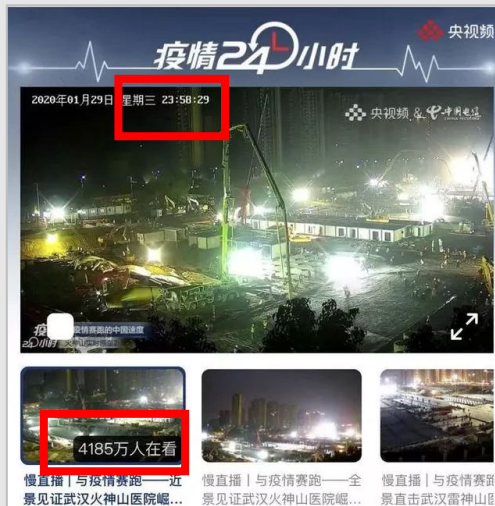 央视频
疫情24小时
2020年01月29日 星期三 23:58:29
央视频 & 中国电信
疫情赛跑的中国速度
4185万人在看
慢直播 | 与疫情赛跑——近
景见证武汉火神山医院崛...
慢直播 | 与疫情赛跑——全
景见证武汉火神山医院崛...
慢直播 | 与疫情赛跑
景直击武汉雷神山医